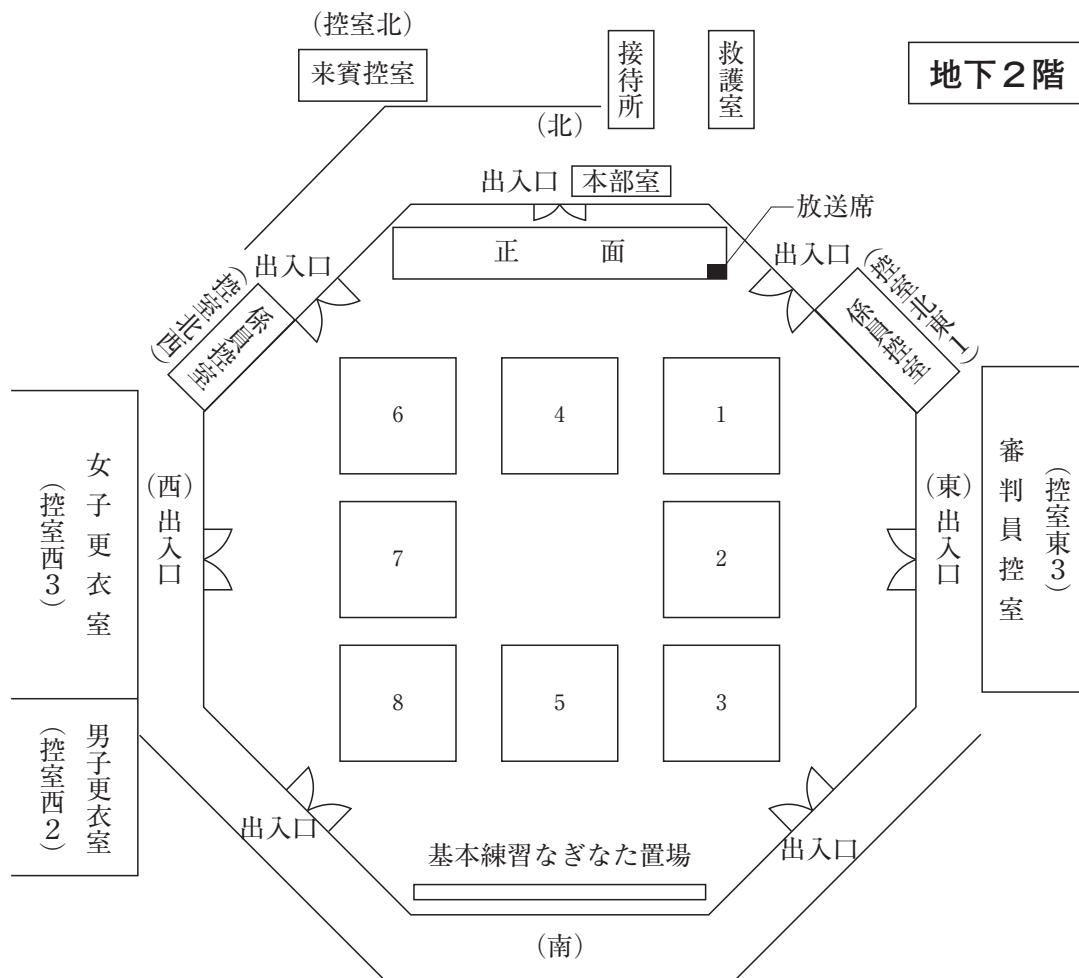 (控室北)
来賓控室
接待所
救護室
地下2階
(北)
出入口
本部室
放送席
正面
出入口
(控室北西)
係員控室
出入口
(控室北東1)
係員控室
6
4
1
女子更衣室
(控室西3)
(西)出入口
7
2
(東)出入口
審判員控室
(控室東3)
8
5
3
男子更衣室
(控室西2)
出入口
基本練習なぎなた置場
出入口
(南)